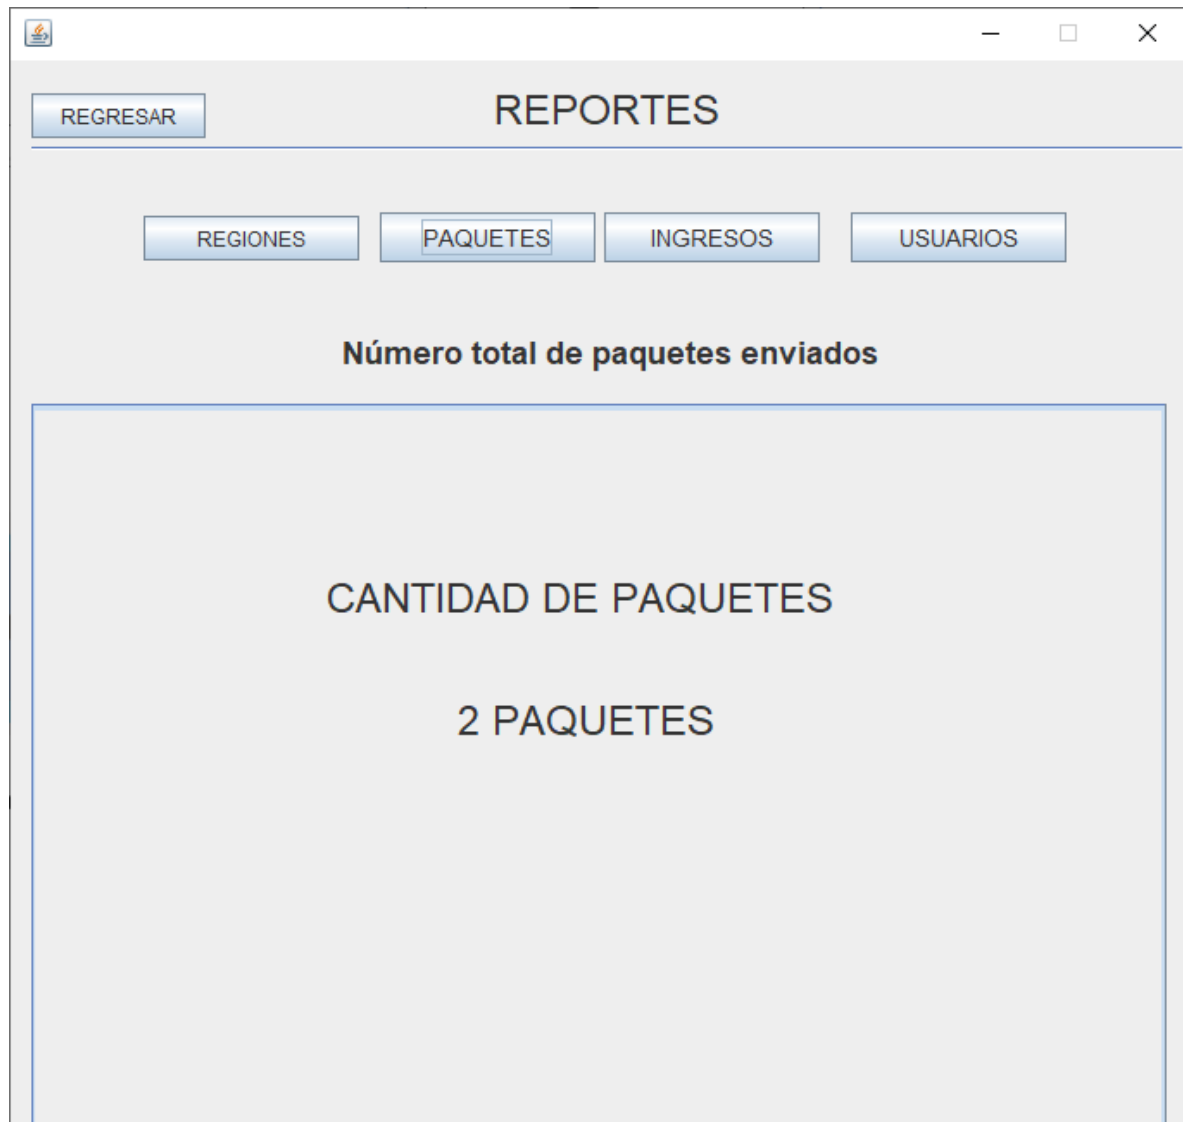 REGRESAR REPORTES
REGIONES PAQUETES INGRESOS USUARIOS
Número total de paquetes enviados
CANTIDAD DE PAQUETES
2 PAQUETES